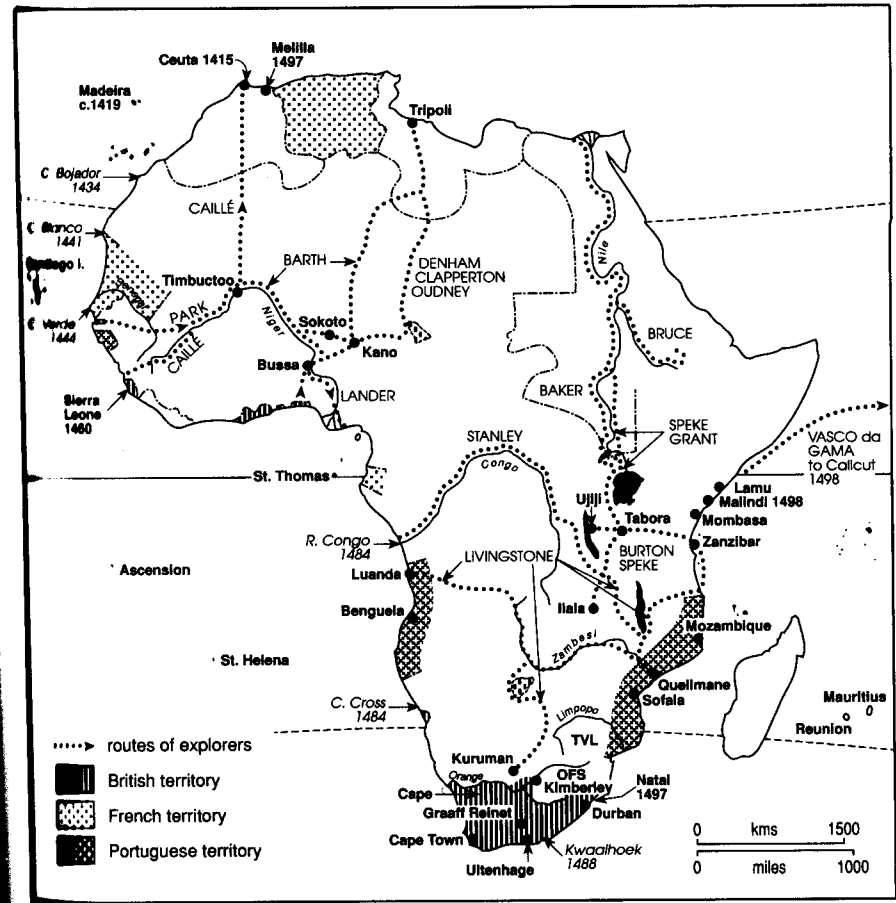 Ceuta 1415
Melilla
1497
Madeira
c.1419
Tripoli
C Bojador
1434
CAILLÉ
Blanco
1441
BARTH
DENHAM
CLAPPERTON
OUDNEY
Nile
Timbuctoo
PARK
Niger
Sokoto
BRUCE
Verde
1444
CAILLÉ
Kano
Bussa
Sierra
Leone
1460
LANDER
BAKER
SPEKE
GRANT
STANLEY
Congo
VASCO da
GAMA
to Calicut
1498
St. Thomas
Lamu
Malindi 1498
Ujiji
Tabora
Mombasa
R. Congo
1484
Zanzibar
LIVINGSTONE
BURTON
SPEKE
Ascension
Luanda
Benguela
Ilala
Mozambique
Zambesi
St. Helena
Quelimane
Sofala
Mauritius
Reunion
C. Cross
1484
Limpopo
TVL
routes of explorers
Kuruman
OFS
British territory
Orange
Kimberley
Natal
1497
Cape
French territory
Graaff Reinet
Durban
Portuguese territory
Cape Town
Kwaaihoek
1488
Uitenhage
0 kms 1500
0 miles 1000